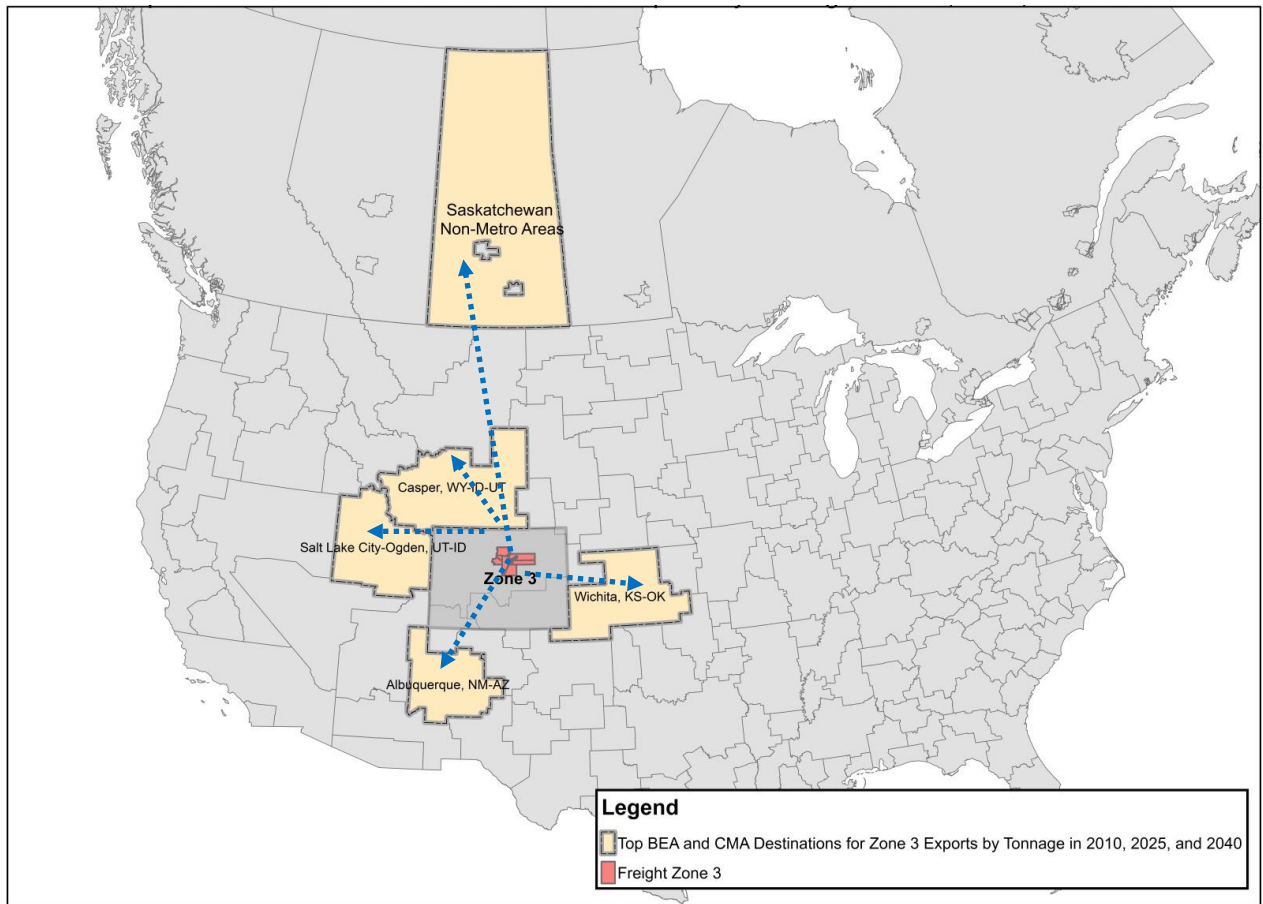 Saskatchewan
Non-Metro Areas
Casper, WY-ID-UT
Salt Lake City-Ogden, UT-ID
Zone 3
Wichita, KS-OK
Albuquerque, NM-AZ
Legend
Top BEA and CMA Destinations for Zone 3 Exports by Tonnage in 2010, 2025, and 2040
Freight Zone 3